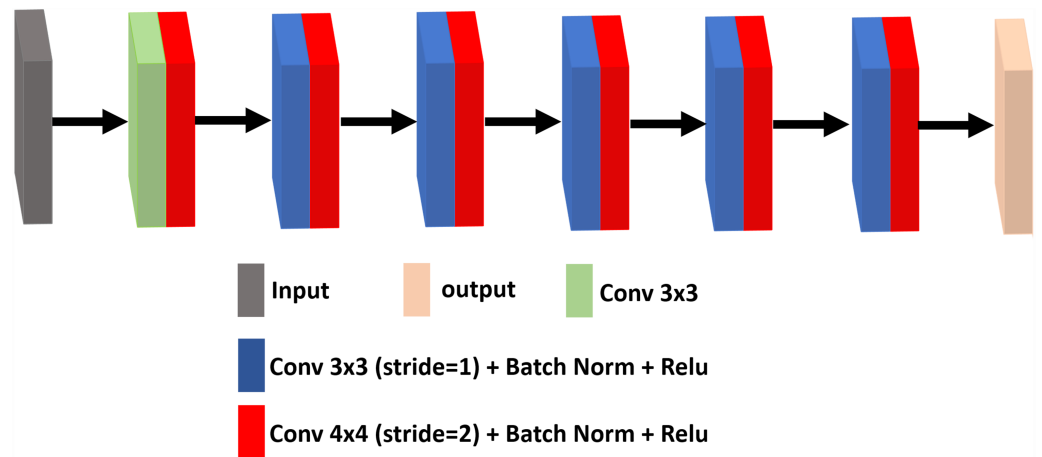 Input
output
Conv 3x3
Conv 3x3 (stride=1) + Batch Norm + Relu
Conv 4x4 (stride=2) + Batch Norm + Relu